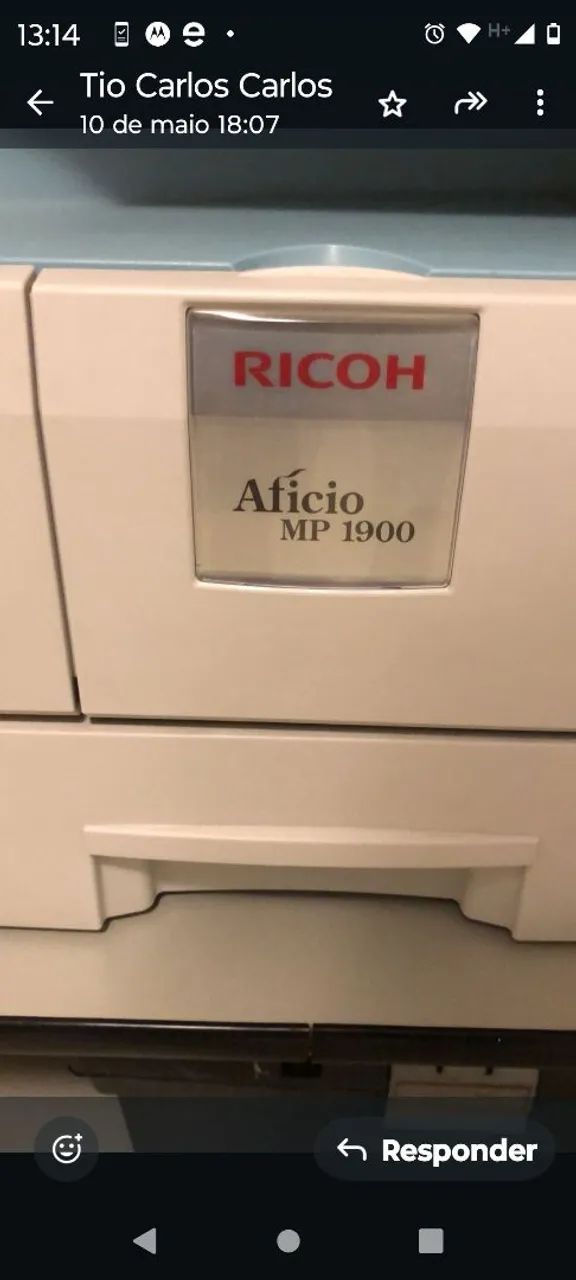 13:14
H+
Tio Carlos Carlos
10 de maio 18:07
RICOH
Aficio
MP 1900
Responder